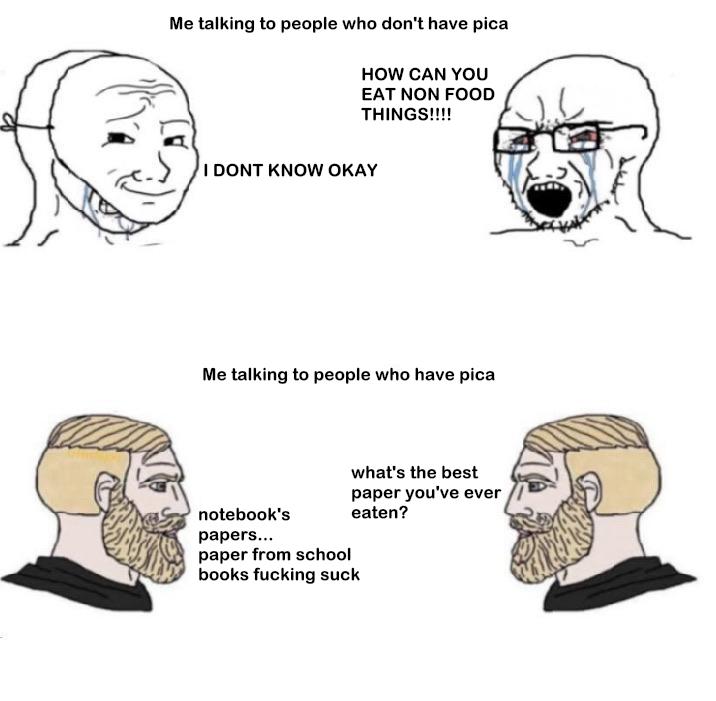 Me talking to people who don't have pica
HOW CAN YOU
EAT NON FOOD
THINGS!!!!
I DONT KNOW OKAY
Me talking to people who have pica
what's the best
paper you've ever
eaten?
notebook's
papers...
paper from school
books fucking suck